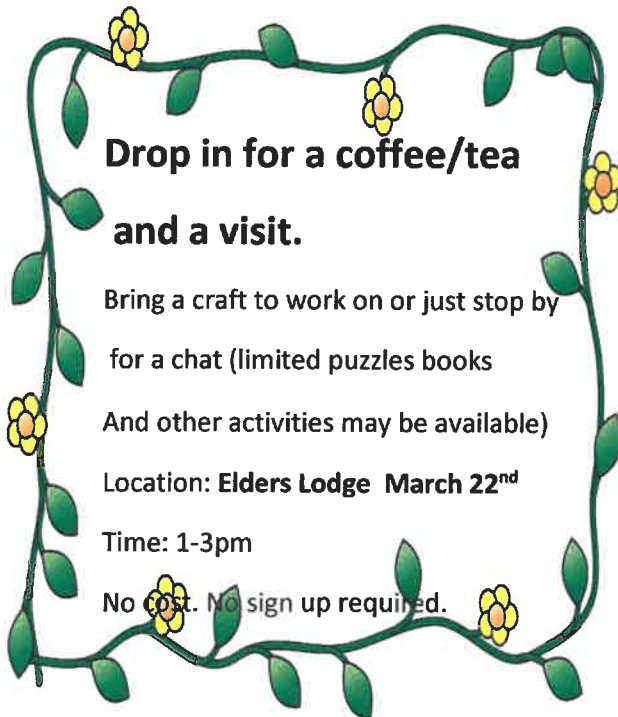 Drop in for a coffee/tea
and a visit.
Bring a craft to work on or just stop by
for a chat (limited puzzles books
And other activities may be available)
Location: Elders Lodge March 22nd
Time: 1-3pm
No cost. No sign up required.